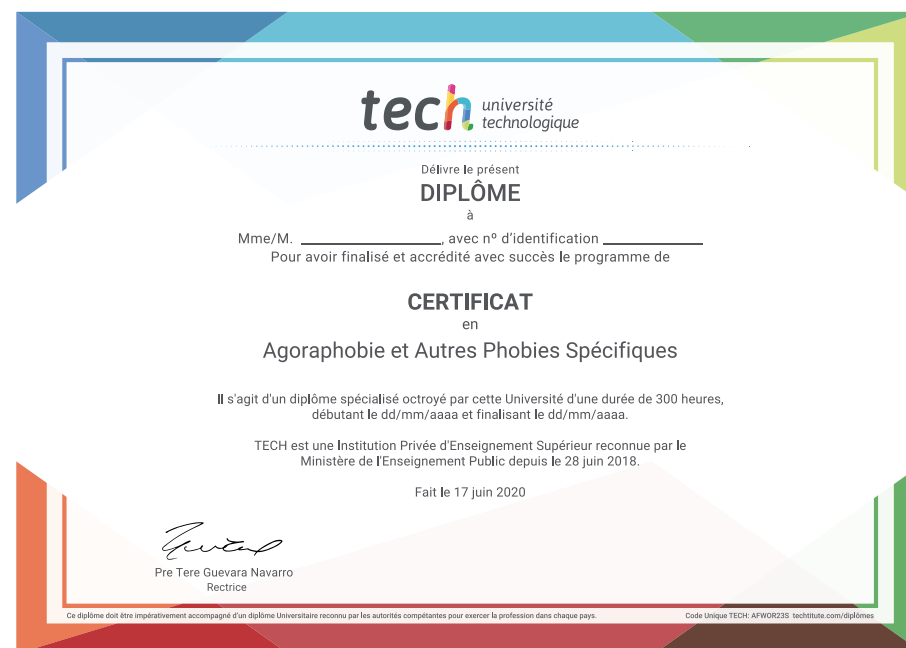 tech université
technologique
Délivre le présent
DIPLÔME
à
Mme/M. ____________________, avec nº d'identification ______________
Pour avoir finalisé et accrédité avec succès le programme de
CERTIFICAT
en
Agoraphobie et Autres Phobies Spécifiques
Il s'agit d'un diplôme spécialisé octroyé par cette Université d'une durée de 300 heures,
débutant le dd/mm/aaaa et finalisant le dd/mm/aaaa.
TECH est une Institution Privée d'Enseignement Supérieur reconnue par le
Ministère de l'Enseignement Public depuis le 28 juin 2018.
Fait le 17 juin 2020
Pre Tere Guevara Navarro
Rectrice
Ce diplôme doit être impérativement accompagné d'un diplôme Universitaire reconnu par les autorités compétantes pour exercer la profession dans chaque pays.
Code Unique TECH: AFWOR23S techtitute.com/diplômes